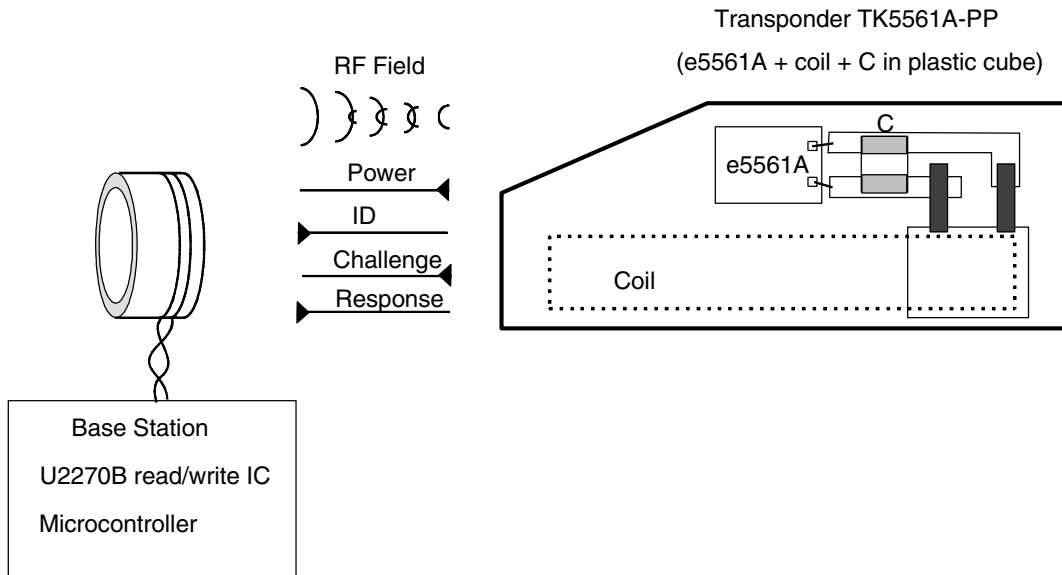 Transponder TK5561A-PP
(e5561A + coil + C in plastic cube)
RF Field
Power
ID
Challenge
Response
C
e5561A
Coil
Base Station
U2270B read/write IC
Microcontroller